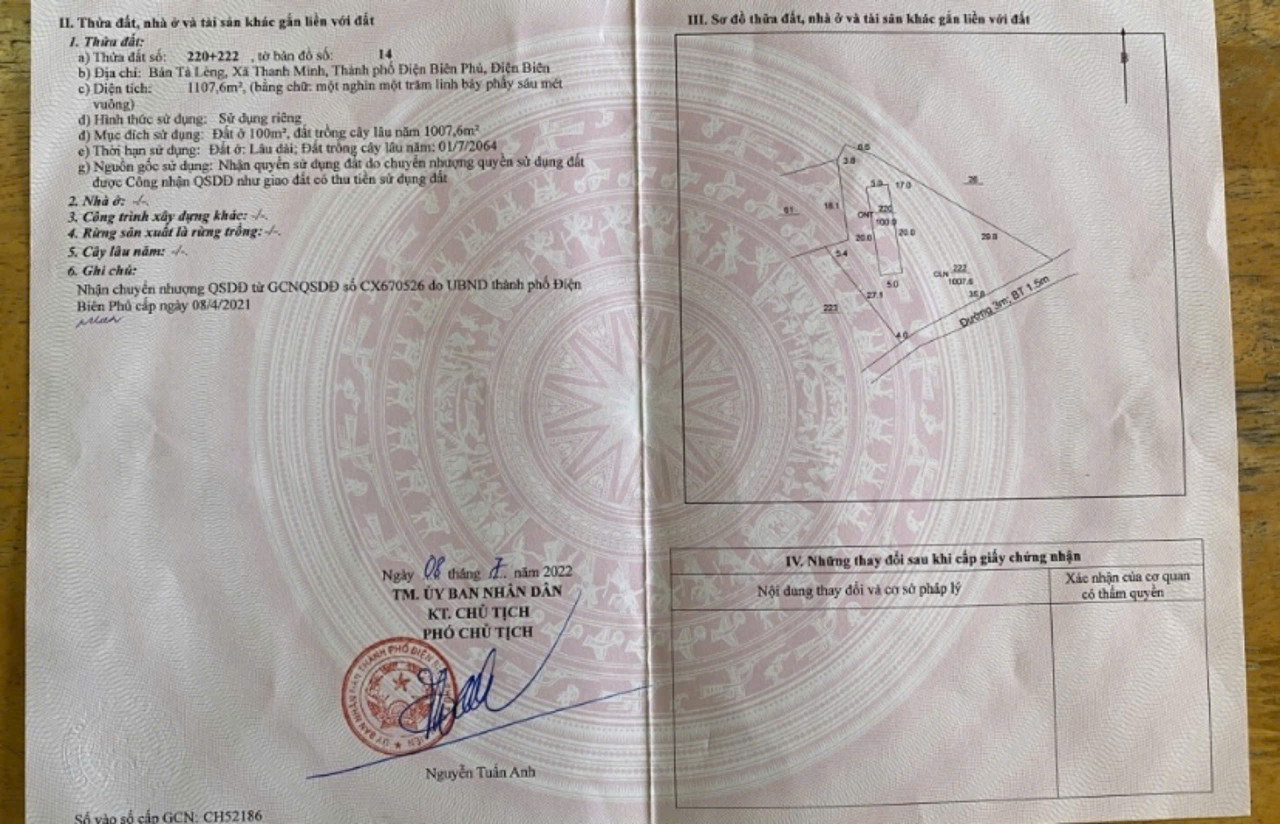 II. Thửa đất, nhà ở và tài sản khác gắn liền với đất
1. Thửa đất:
a) Thửa đất số: 220+222 , tờ bản đồ số: 14
b) Địa chỉ: Bản Tà Lèng, Xã Thanh Minh, Thành phố Điện Biên Phủ, Điện Biên
c) Diện tích: 1107,6m², (bằng chữ: một nghìn một trăm linh bảy phẩy sáu mét
vuông)
d) Hình thức sử dụng: Sử dụng riêng
đ) Mục đích sử dụng: Đất ở 100m², đất trồng cây lâu năm 1007,6m²
e) Thời hạn sử dụng: Đất ở: Lâu dài; Đất trồng cây lâu năm: 01/7/2064
g) Nguồn gốc sử dụng: Nhận quyền sử dụng đất do chuyển nhượng quyền sử dụng đất
được Công nhận QSDĐ như giao đất có thu tiền sử dụng đất
2. Nhà ở: -/-.
3. Công trình xây dựng khác: -/-.
4. Rừng sản xuất là rừng trồng: -/-.
5. Cây lâu năm: -/-.
6. Ghi chú:
Nhận chuyển nhượng QSDĐ từ GCNQSDĐ số CX670526 do UBND thành phố Điện
Biên Phủ cấp ngày 08/4/2021
Ngày 08 tháng 7. năm 2022
TM. ỦY BAN NHÂN DÂN
KT. CHỦ TỊCH
PHÓ CHỦ TỊCH
Nguyễn Tuấn Anh
Số vào sổ cấp GCN: CH52186
III. Sơ đồ thửa đất, nhà ở và tài sản khác gắn liền với đất
B
6.6
3.8
5.0
17.0
26
61
18.1
ONT
220
100.0
20.0
20.0
29.8
5.4
CLN
222
1007.6
5.0
27.1
36.8
223
4.0
Đường 3m; BT 1.5m
IV. Những thay đổi sau khi cấp giấy chứng nhận
Nội dung thay đổi và cơ sở pháp lý
Xác nhận của cơ quan
có thẩm quyền